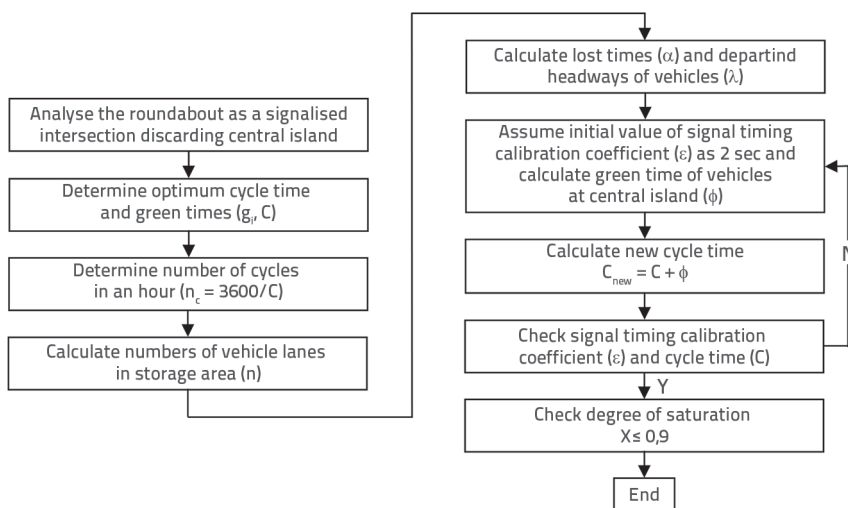 Analyse the roundabout as a signalised
intersection discarding central island
Determine optimum cycle time
and green times (gᵢ, C)
Determine number of cycles
in an hour (n_c = 3600/C)
Calculate numbers of vehicle lanes
in storage area (n)
Calculate lost times (α) and departind
headways of vehicles (λ)
Assume initial value of signal timing
calibration coefficient (ε) as 2 sec and
calculate green time of vehicles
at central island (ϕ)
Calculate new cycle time
C_new = C + ϕ
N
Check signal timing calibration
coefficient (ε) and cycle time (C)
Y
Check degree of saturation
X ≤ 0,9
End